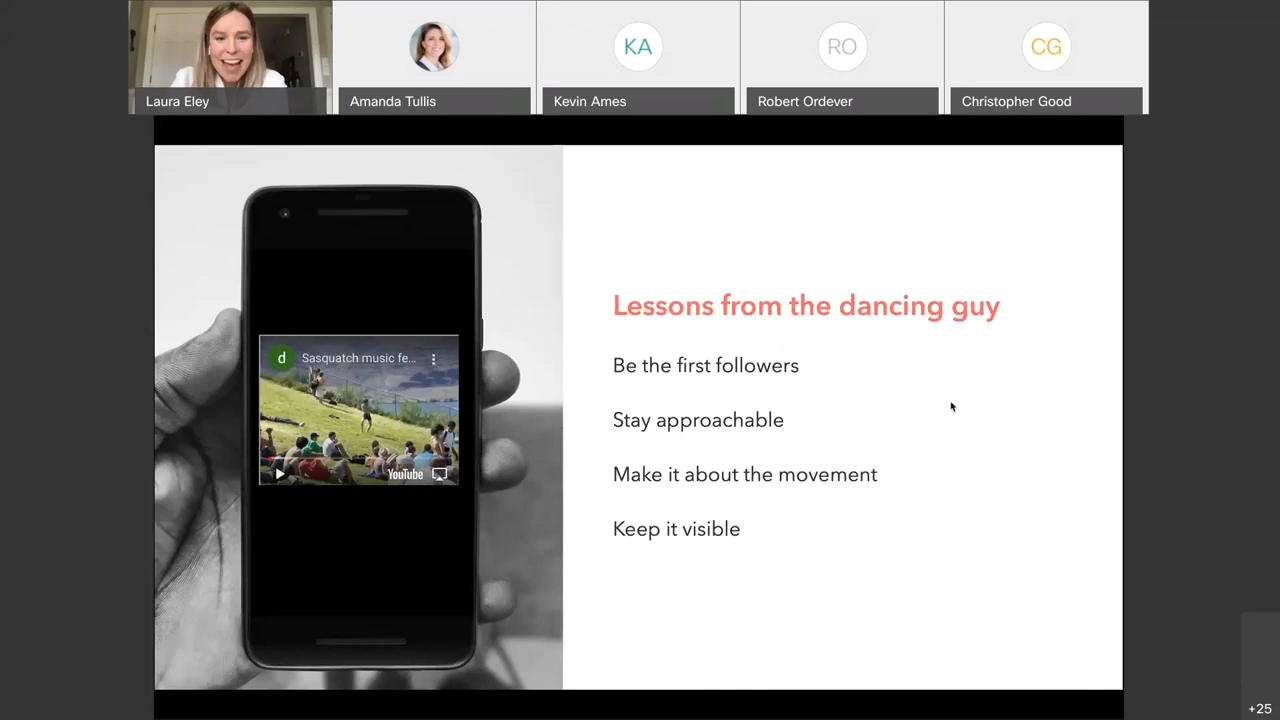 Laura Eley
Amanda Tullis
KA
Kevin Ames
RO
Robert Ordever
CG
Christopher Good
d
Sasquatch music fe...
YouTube
Lessons from the dancing guy
Be the first followers
Stay approachable
Make it about the movement
Keep it visible
+25